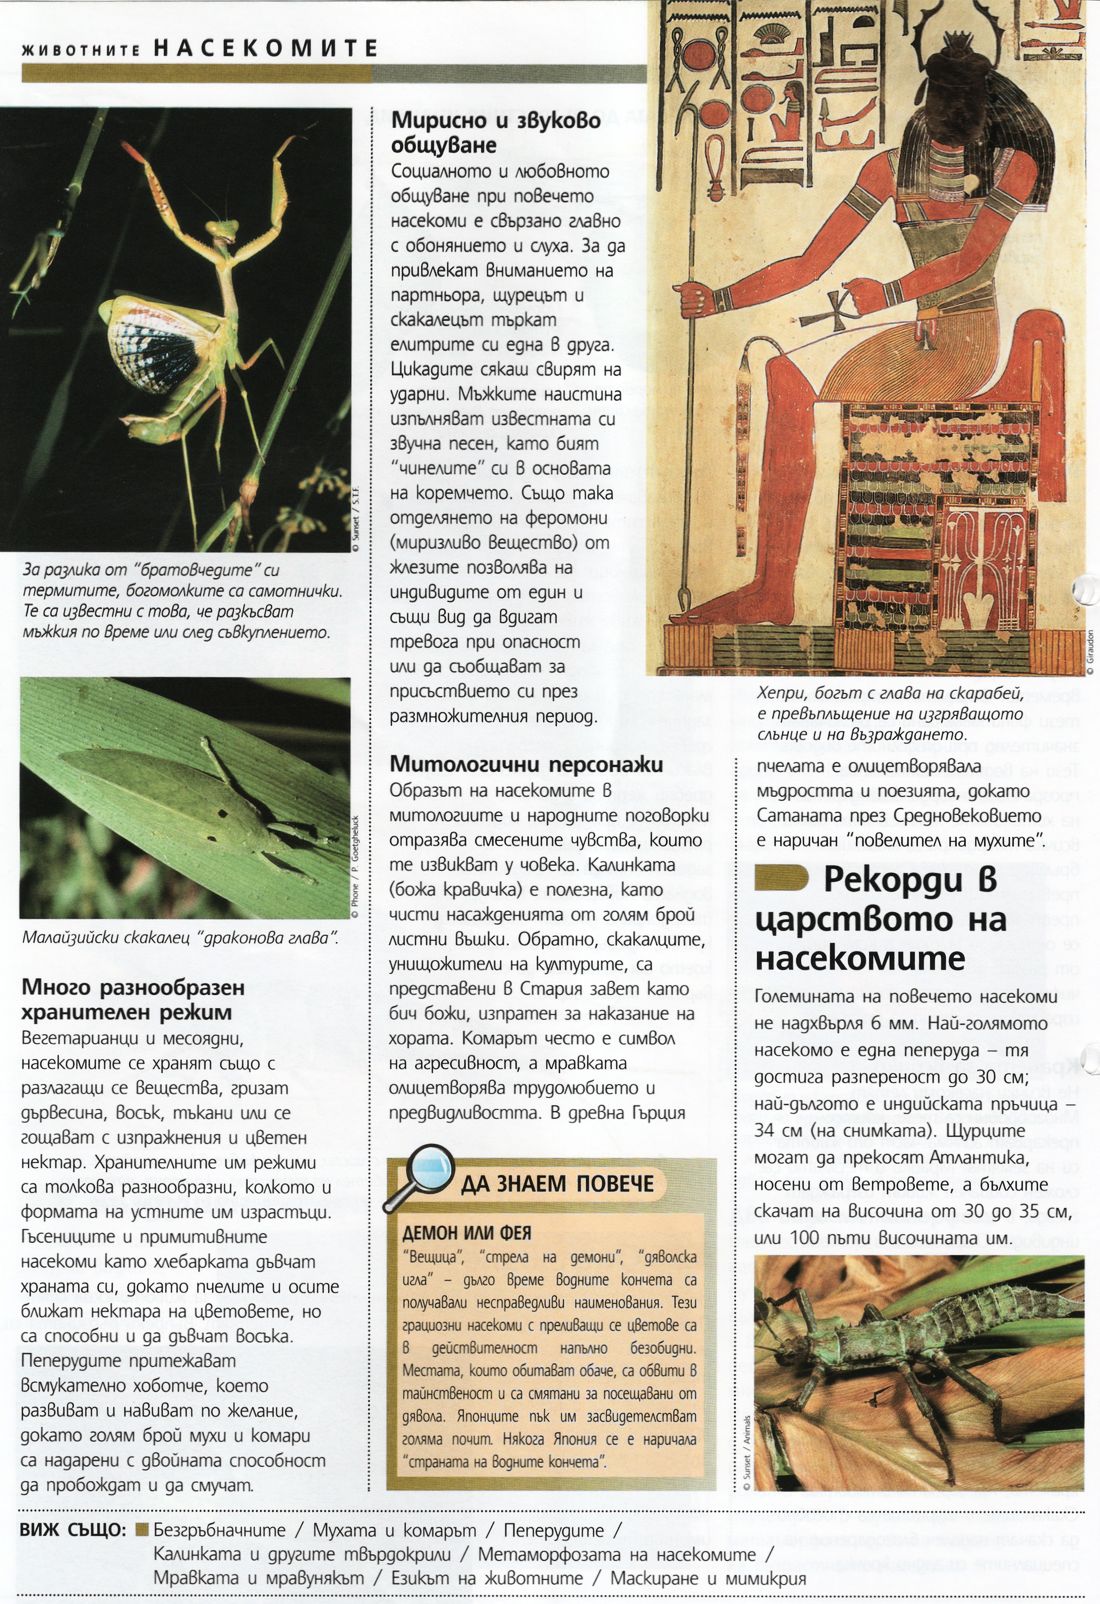 ЖИВОТНИТЕ НАСЕКОМИТЕ
© Sunset / S.T.F.
За разлика от “братовчедите” си
термитите, богомолките са самотнички.
Те са известни с това, че разкъсват
мъжкия по време или след съвкуплението.
© Phone / P. Goetgheluck
Малайзийски скакалец “драконова глава”.
Много разнообразен
хранителен режим
Вегетарианци и месоядни,
насекомите се хранят също с
разлагащи се вещества, гризат
дървесина, восък, тъкани или се
гощават с изпражнения и цветен
нектар. Хранителните им режими
са толкова разнообразни, колкото и
формата на устните им израстъци.
Гъсениците и примитивните
насекоми като хлебарката дъвчат
храната си, докато пчелите и осите
ближат нектара на цветовете, но
са способни и да дъвчат восъка.
Пеперудите притежават
всмукателно хоботче, което
развиват и навиват по желание,
докато голям брой мухи и комари
са надарени с двойната способност
да пробождат и да смучат.
Мирисно и звуково
общуване
Социалното и любовното
общуване при повечето
насекоми е свързано главно
с обонянието и слуха. За да
привлекат вниманието на
партньора, щурецът и
скакалецът търкат
елитрите си една в друга.
Цикадите сякаш свирят на
ударни. Мъжките наистина
изпълняват известната си
звучна песен, като бият
“чинелите” си в основата
на коремчето. Също така
отделянето на феромони
(миризливо вещество) от
жлезите позволява на
индивидите от един и
същи вид да вдигат
тревога при опасност
или да съобщават за
присъствието си през
размножителния период.
Митологични персонажи
Образът на насекомите в
митологиите и народните поговорки
отразява смесените чувства, които
те извикват у човека. Калинката
(божа кравичка) е полезна, като
чисти насажденията от голям брой
листни въшки. Обратно, скакалците,
унищожители на културите, са
представени в Стария завет като
бич божи, изпратен за наказание на
хората. Комарът често е символ
на агресивност, а мравката
олицетворява трудолюбието и
предвидливостта. В древна Гърция
ДА ЗНАЕМ ПОВЕЧЕ
ДЕМОН ИЛИ ФЕЯ
“Вещица”, “стрела на демони”, “дяволска
игла” – дълго време водните кончета са
получавали несправедливи наименования. Тези
грациозни насекоми с преливащи се цветове са
в действителност напълно безобидни.
Местата, които обитават обаче, са обвити в
тайнственост и са смятани за посещавани от
дявола. Японците пък им засвидетелстват
голяма почит. Някога Япония се е наричала
“страната на водните кончета”.
© Giraudon
Хепри, богът с глава на скарабей,
е превъплъщение на изгряващото
слънце и на възраждането.
пчелата е олицетворявала
мъдростта и поезията, докато
Сатаната през Средновековието
е наричан “повелител на мухите”.
Рекорди в
царството на
насекомите
Големината на повечето насекоми
не надхвърля 6 мм. Най-голямото
насекомо е една пеперуда – тя
достига разпереност до 30 см;
най-дългото е индийската пръчица –
34 см (на снимката). Щурците
могат да прекосят Атлантика,
носени от ветровете, а бълхите
скачат на височина от 30 до 35 см,
или 100 пъти височината им.
© Sunset / Animals
ВИЖ СЪЩО: Безгръбначните / Мухата и комарът / Пеперудите /
Калинката и другите твърдокрили / Метаморфозата на насекомите /
Мравката и мравунякът / Езикът на животните / Маскиране и мимикрия